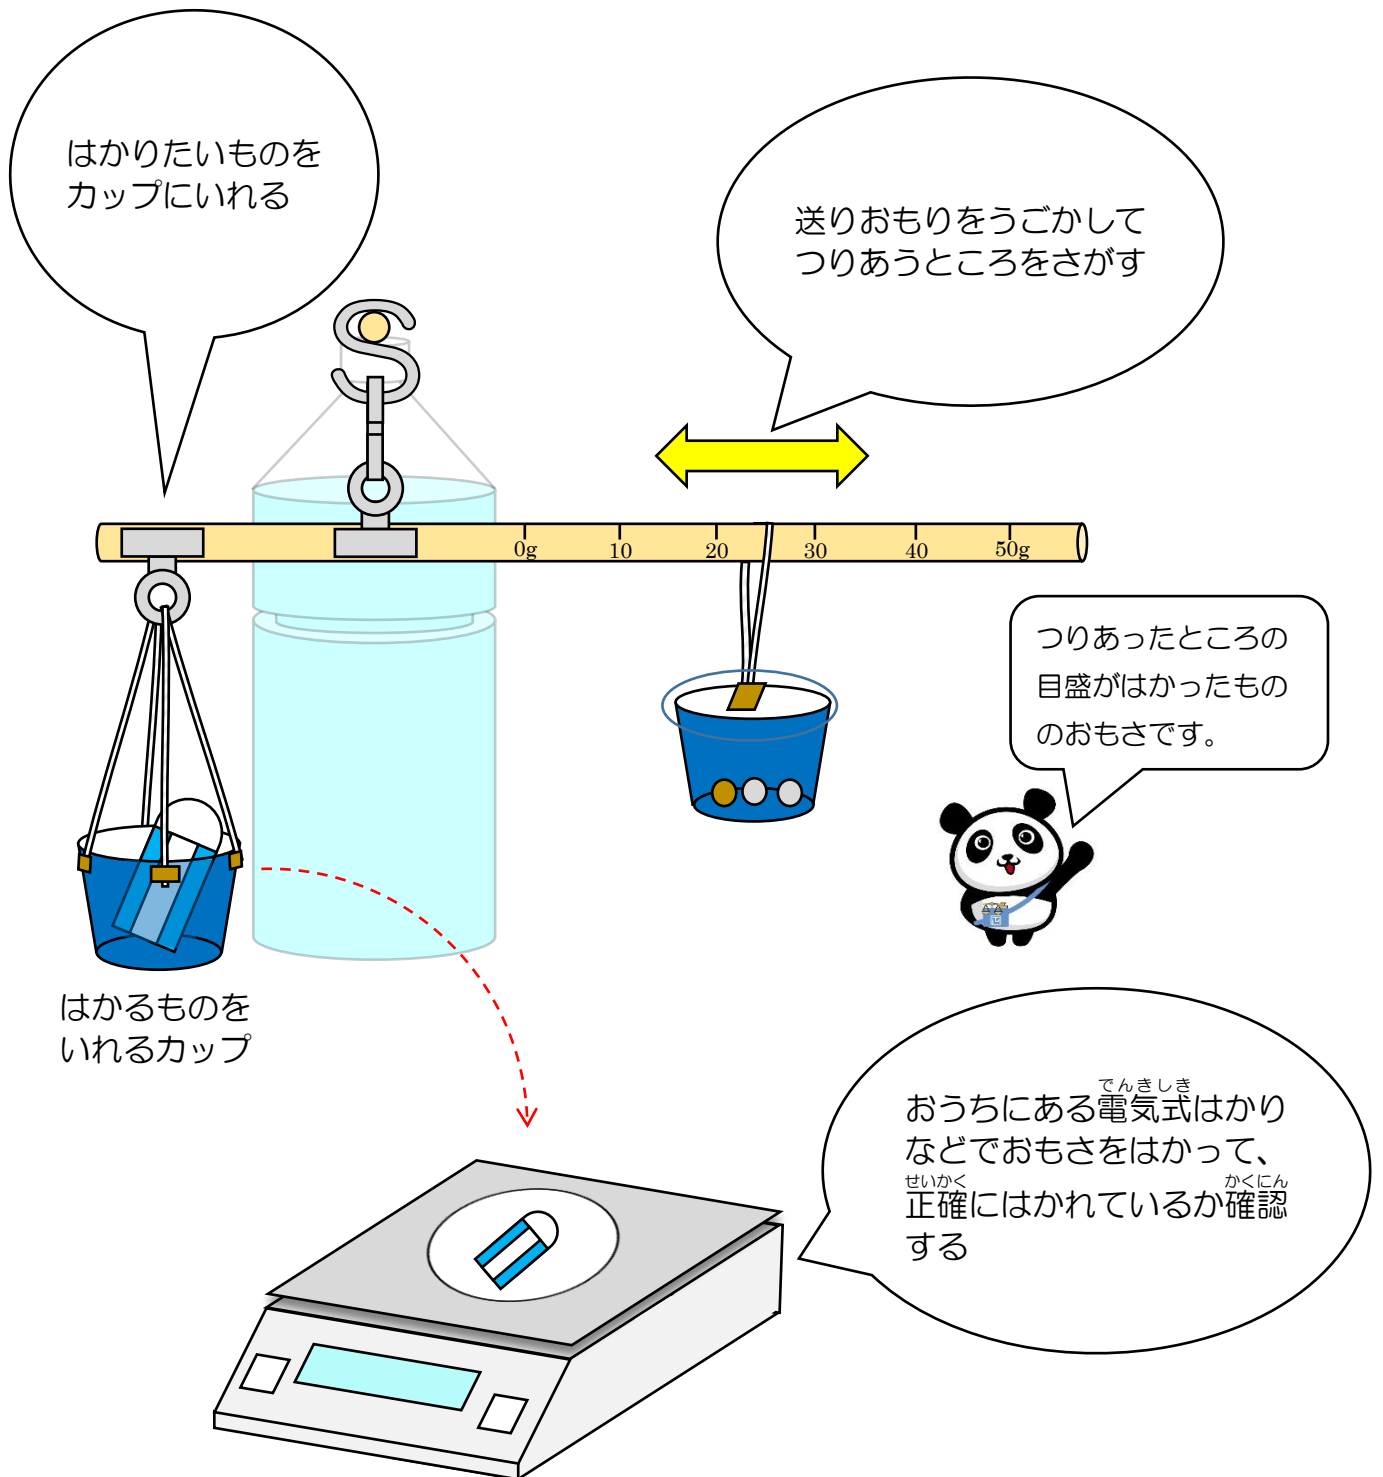 はかりたいものを
カップにいれる
送りおもりをうごかして
つりあうところをさがす
0g 10 20 30 40 50g
つりあったところの
目盛がはかったもの
のおもさです。
はかるものを
いれるカップ
でんきしき
おうちにある電気式はかり
などでおもさをはかって、
せいかく かくにん
正確にはかれているか確認
する